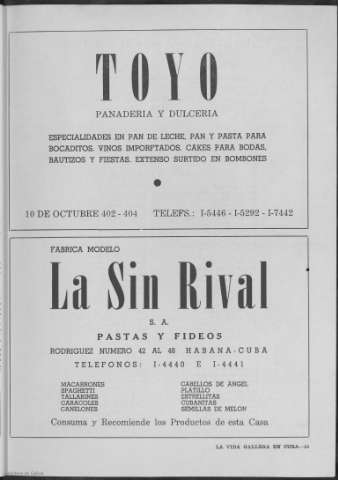 TOYO
PANADERIA Y DULCERIA
ESPECIALIDADES EN PAN DE LECHE, PAN Y PASTA PARA
BOCADITOS. VINOS IMPORFTADOS. CAKES PARA BODAS,
BAUTIZOS Y FIESTAS. EXTENSO SURTIDO EN BOMBONES
10 DE OCTUBRE 402 - 404 TELEFS.: I-5446 - I-5292 - I-7442
FABRICA MODELO
La Sin Rival
S. A.
PASTAS Y FIDEOS
RODRIGUEZ NUMERO 42 AL 48 HABANA-CUBA
TELEFONOS: I-4440 E I-4441
MACARRONES CABELLOS DE ANGEL
SPAGHETTI PLATILLO
TALLARINES ESTRELLITAS
CARACOLES CUBANITAS
CANELONES SEMILLAS DE MELON
Consuma y Recomiende los Productos de esta Casa
LA VIDA GALLEGA EN CUBA.—